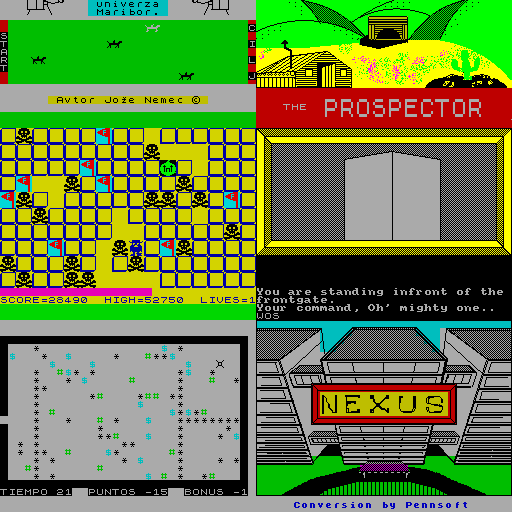 Univerza
Maribor.
START
CILJ
Avtor Jože Nemec ©
THE PROSPECTOR
SCORE=28490 HIGH=52750 LIVES=1
You are standing infront of the
frontgate.
Your command, Oh' mighty one..
WOS
TIEMPO 21 PUNTOS -15 BONUS -1
NEXUS
Conversion by Pennsoft